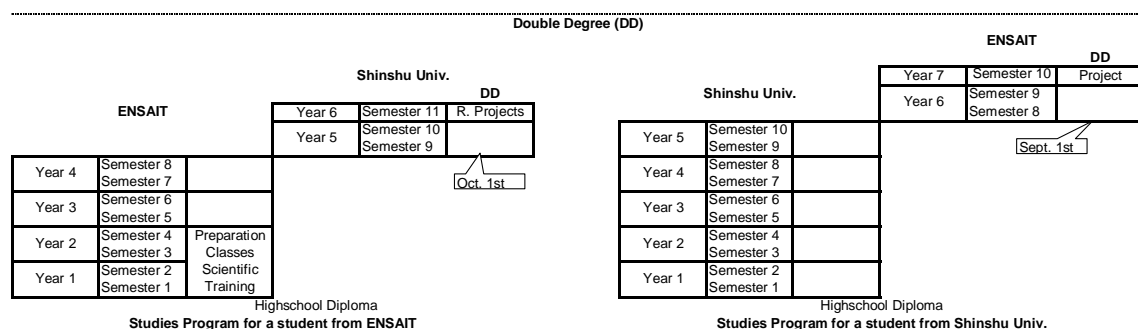 Double Degree (DD)
Shinshu Univ.
DD
ENSAIT
Year 6 Semester 11 R. Projects
Year 5 Semester 10
Semester 9
Oct. 1st
Year 4 Semester 8
Semester 7
Year 3 Semester 6
Semester 5
Year 2 Semester 4 Preparation
Semester 3 Classes
Year 1 Semester 2 Scientific
Semester 1 Training
Highschool Diploma
Studies Program for a student from ENSAIT
ENSAIT
DD
Year 7 Semester 10 Project
Year 6 Semester 9
Semester 8
Sept. 1st
Shinshu Univ.
Year 5 Semester 10
Semester 9
Year 4 Semester 8
Semester 7
Year 3 Semester 6
Semester 5
Year 2 Semester 4
Semester 3
Year 1 Semester 2
Semester 1
Highschool Diploma
Studies Program for a student from Shinshu Univ.